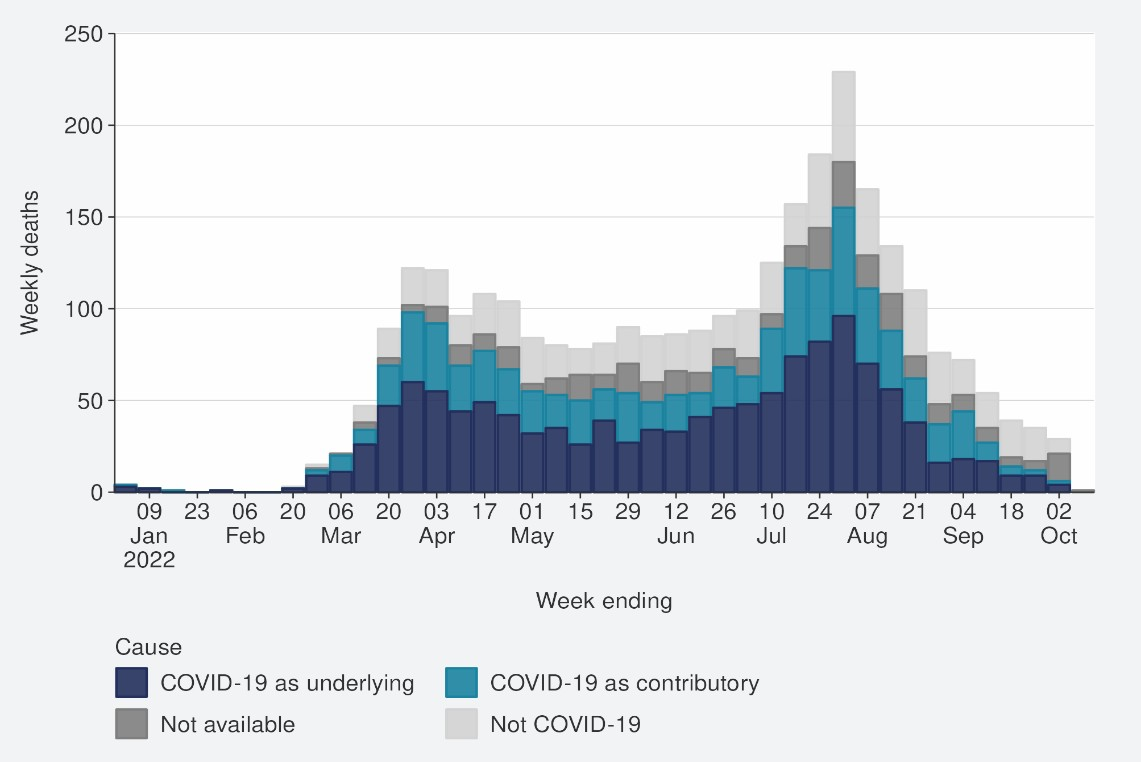 250
200
150
100
50
0
Weekly deaths
09 23 06 20 06 20 03 17 01 15 29 12 26 10 24 07 21 04 18 02
Jan Feb Mar Apr May Jun Jul Aug Sep Oct
2022
Week ending
Cause
COVID-19 as underlying COVID-19 as contributory
Not available Not COVID-19